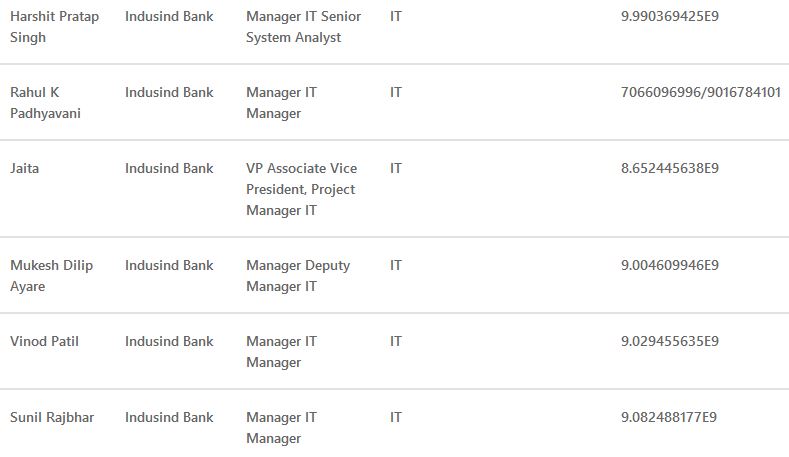 Harshit Pratap Indusind Bank Manager IT Senior IT 9.990369425E9
Singh System Analyst
Rahul K Indusind Bank Manager IT IT 7066096996/9016784101
Padhyavani Manager
Jaita Indusind Bank VP Associate Vice IT 8.652445638E9
President, Project
Manager IT
Mukesh Dilip Indusind Bank Manager Deputy IT 9.004609946E9
Ayare Manager IT
Vinod Patil Indusind Bank Manager IT IT 9.029455635E9
Manager
Sunil Rajbhar Indusind Bank Manager IT IT 9.082488177E9
Manager